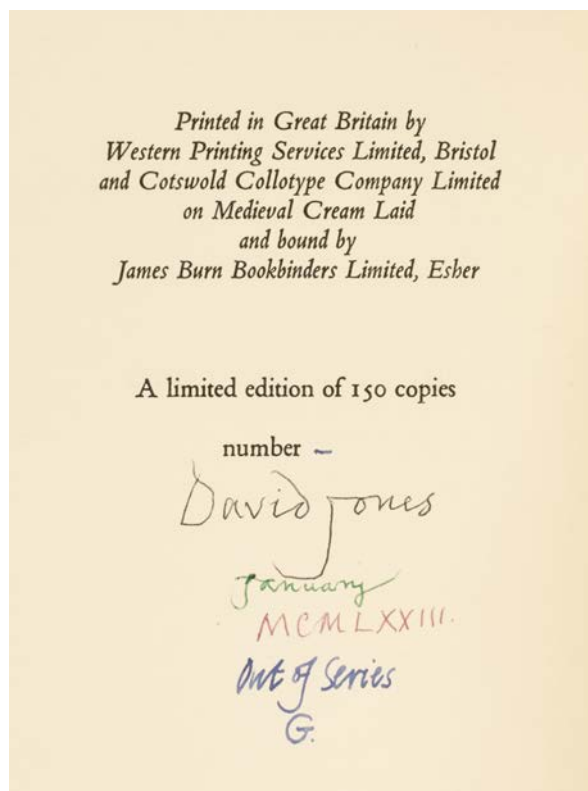 Printed in Great Britain by
Western Printing Services Limited, Bristol
and Cotswold Collotype Company Limited
on Medieval Cream Laid
and bound by
James Burn Bookbinders Limited, Esher
A limited edition of 150 copies
number –
David Jones
January
MCMLXXIII.
Out of Series
G.